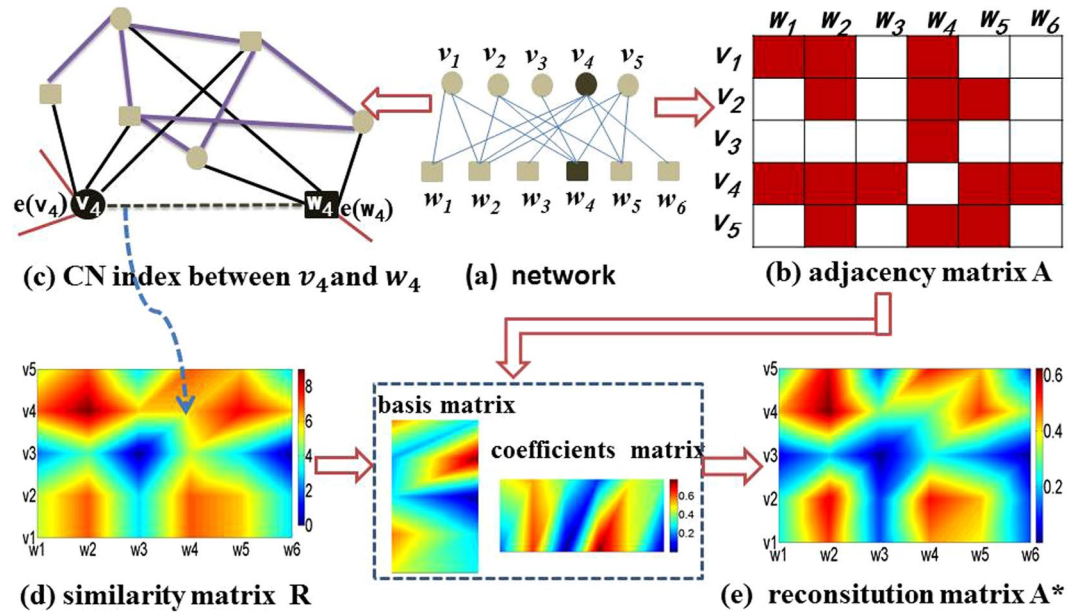 v1 v2 v3 v4 v5
w1 w2 w3 w4 w5 w6
(a) network
w1 w2 w3 w4 w5 w6
v1
v2
v3
v4
v5
(b) adjacency matrix A
e(v4) v4 w4 e(w4)
(c) CN index between v4 and w4
v5
v4
v3
v2
v1
w1 w2 w3 w4 w5 w6
8
6
4
2
0
(d) similarity matrix R
basis matrix
coefficients matrix
0.6
0.4
0.2
v5
v4
v3
v2
v1
w1 w2 w3 w4 w5 w6
0.6
0.4
0.2
(e) reconsitution matrix A*